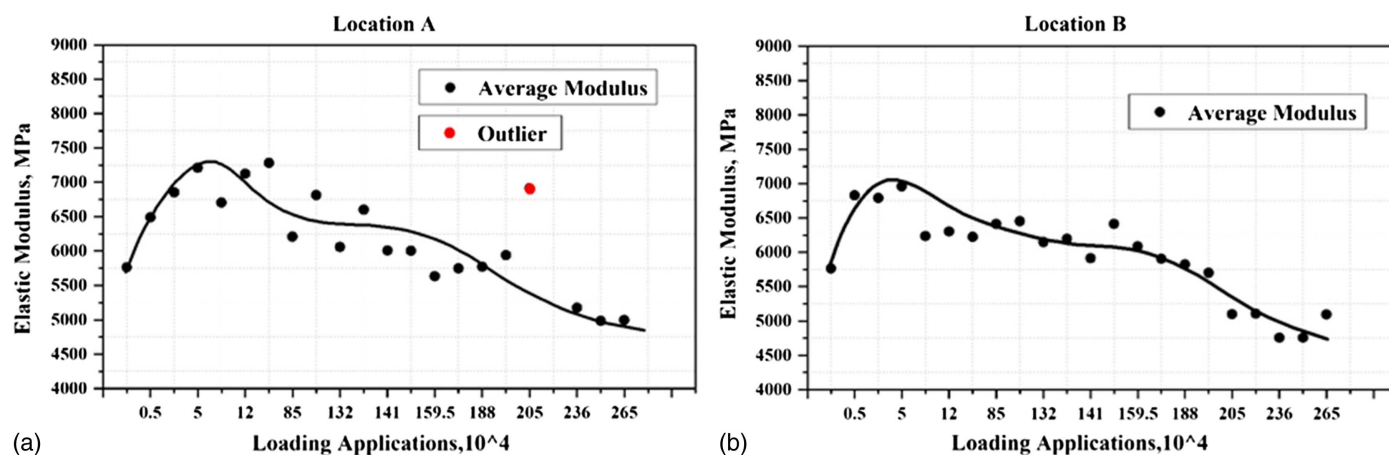 Location A
Elastic Modulus, MPa
9000
8500
8000
7500
7000
6500
6000
5500
5000
4500
4000
Average Modulus
Outlier
0.5 5 12 85 132 141 159.5 188 205 236 265
Loading Applications,10^4
(a)
Location B
Elastic Modulus, MPa
9000
8500
8000
7500
7000
6500
6000
5500
5000
4500
4000
Average Modulus
0.5 5 12 85 132 141 159.5 188 205 236 265
Loading Applications,10^4
(b)